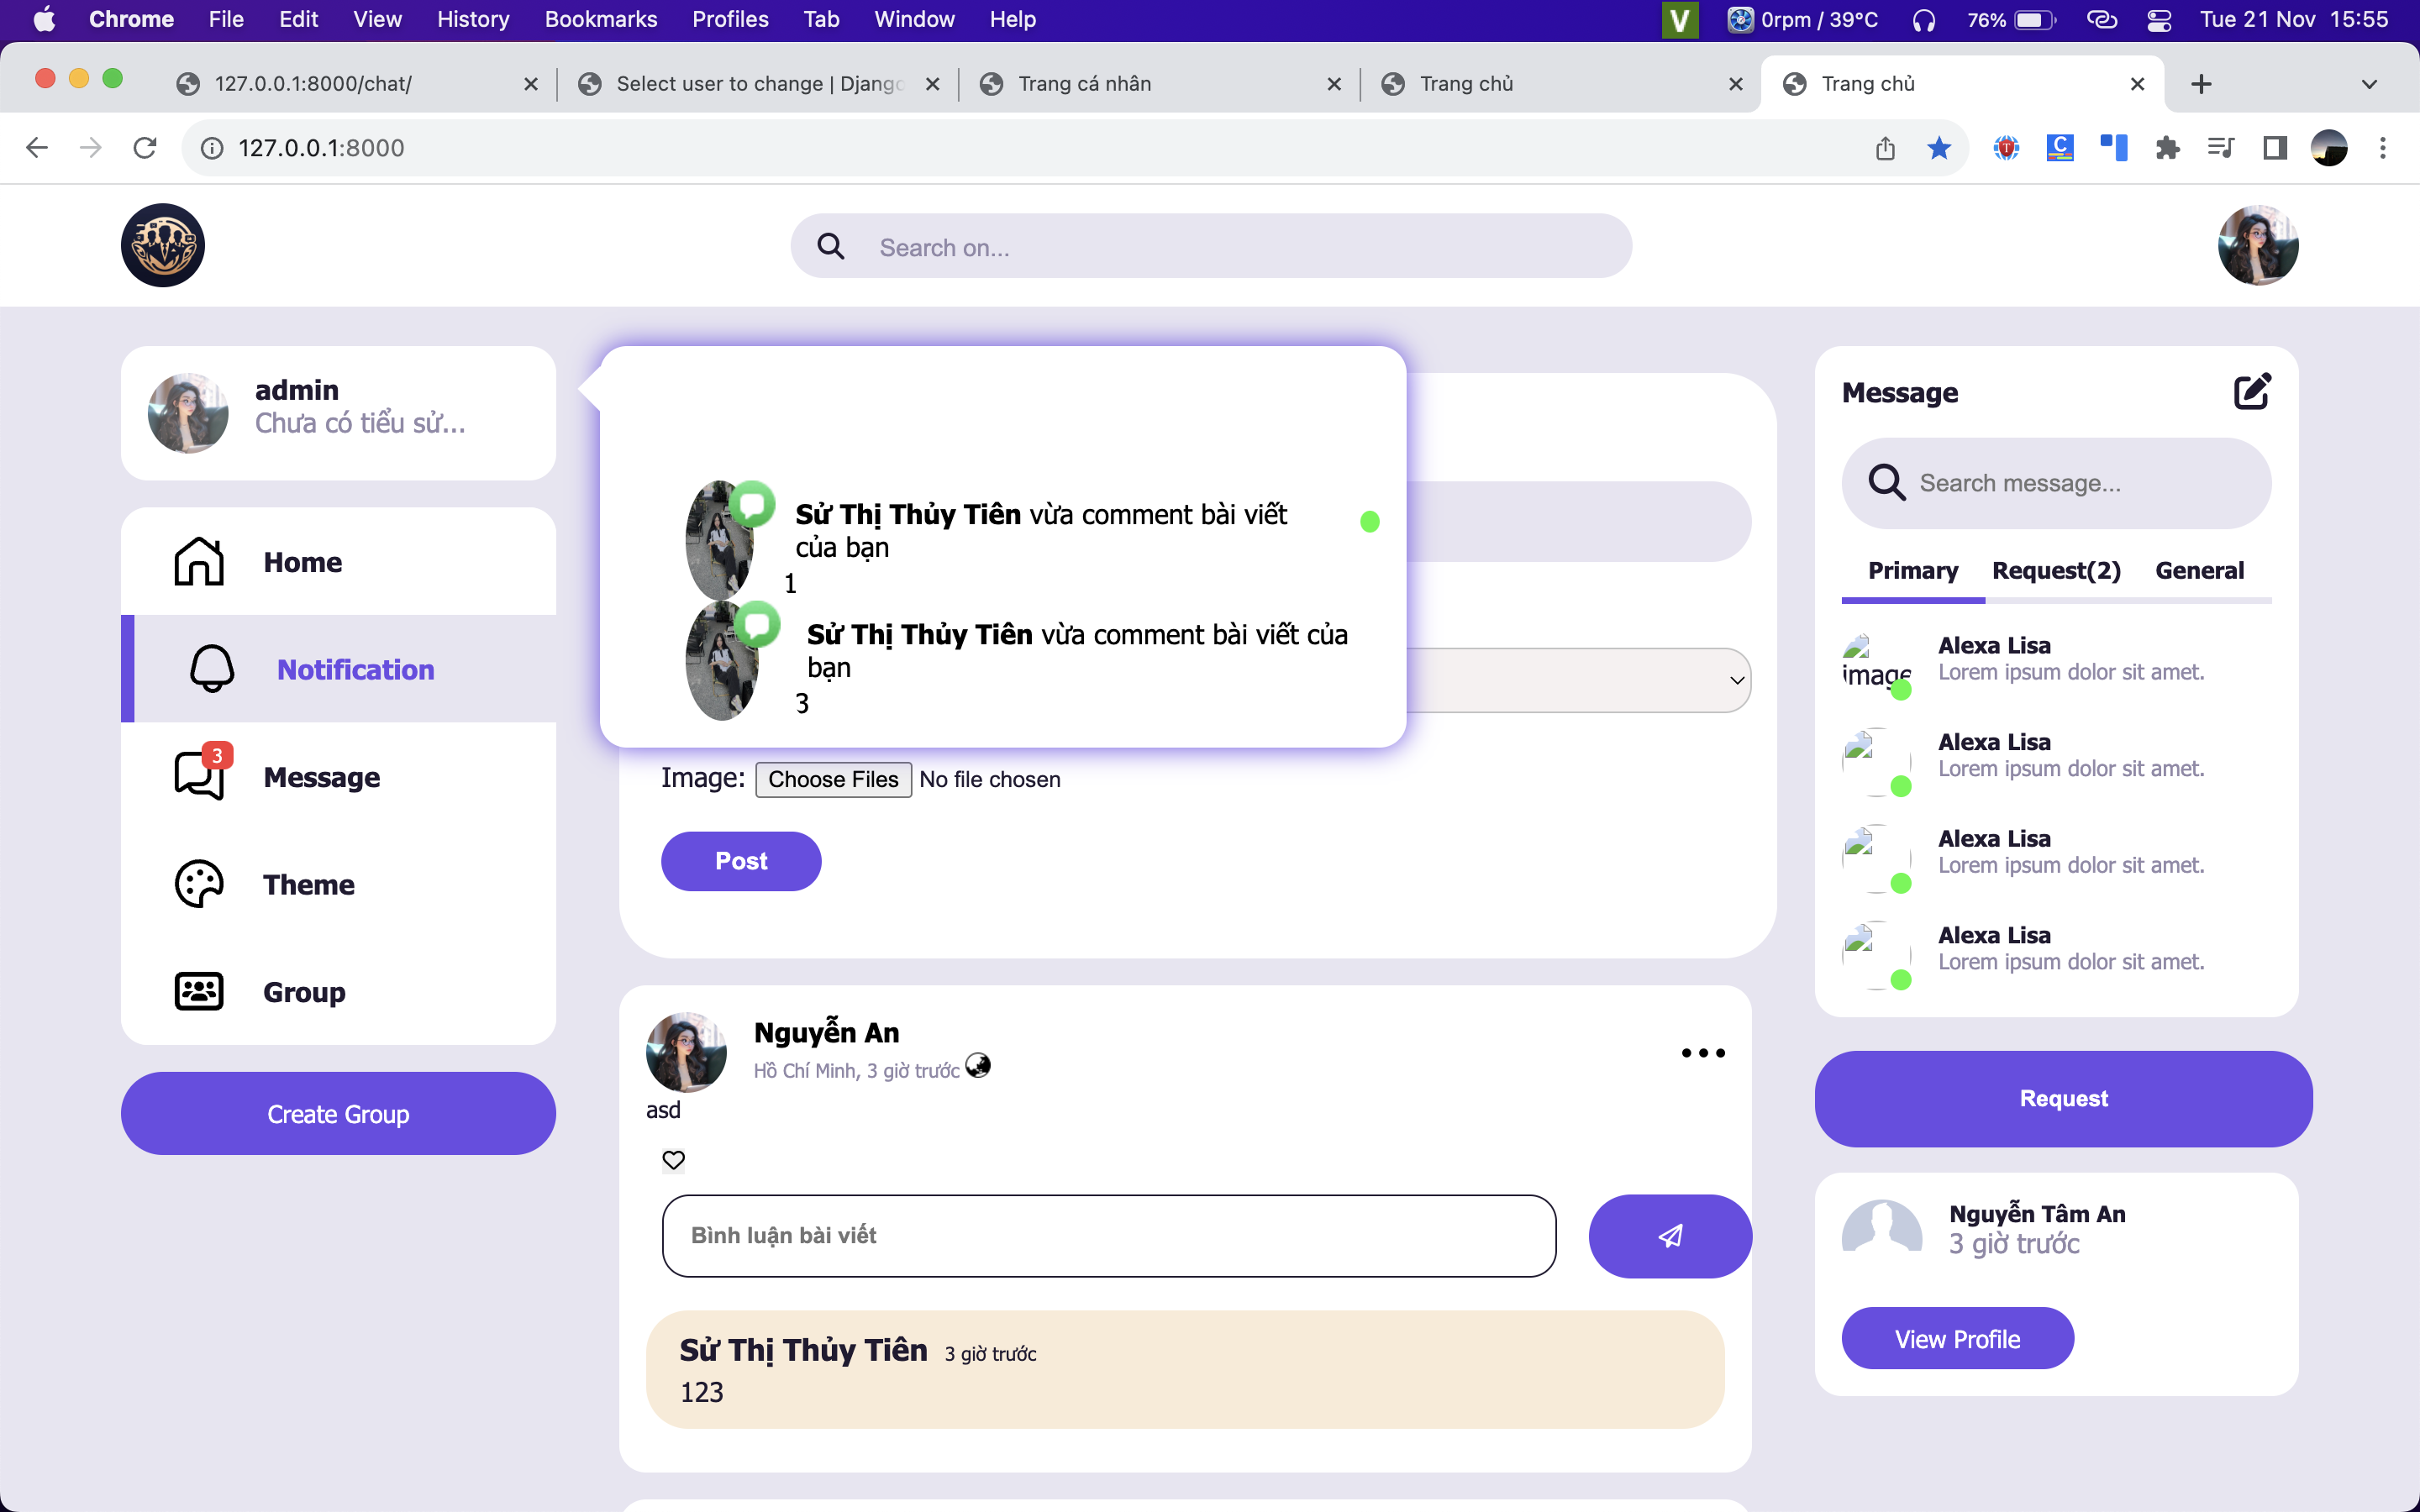 Chrome File Edit View History Bookmarks Profiles Tab Window Help
V 0rpm / 39°C 76% Tue 21 Nov 15:55
127.0.0.1:8000/chat/
Select user to change | Django
Trang cá nhân
Trang chủ
Trang chủ
127.0.0.1:8000
Search on...
admin
Chưa có tiểu sử...
Home
Notification
3
Message
Theme
Group
Create Group
Sử Thị Thủy Tiên vừa comment bài viết
của bạn
1
Sử Thị Thủy Tiên vừa comment bài viết của
bạn
3
Image: Choose Files No file chosen
Post
Nguyễn An
Hồ Chí Minh, 3 giờ trước
asd
Bình luận bài viết
Sử Thị Thủy Tiên 3 giờ trước
123
Message
Search message...
Primary Request(2) General
image
Alexa Lisa
Lorem ipsum dolor sit amet.
Alexa Lisa
Lorem ipsum dolor sit amet.
Alexa Lisa
Lorem ipsum dolor sit amet.
Alexa Lisa
Lorem ipsum dolor sit amet.
Request
Nguyễn Tâm An
3 giờ trước
View Profile